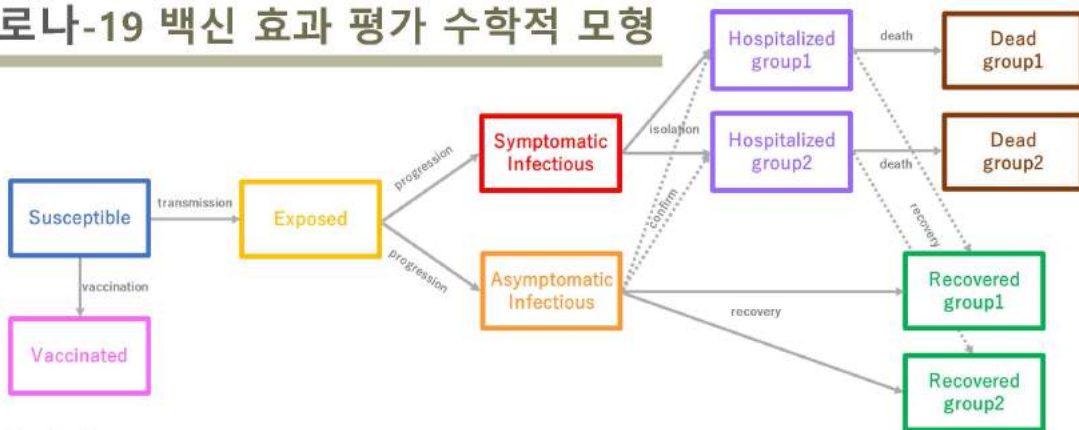 로나-19 백신 효과 평가 수학적 모형
Hospitalized
group1
death
Dead
group1
Symptomatic
Infectious
isolation
Hospitalized
group2
death
Dead
group2
progression
confirm
Susceptible
transmission
Exposed
progression
recovery
vaccination
Asymptomatic
Infectious
recovery
Recovered
group1
Vaccinated
Recovered
group2